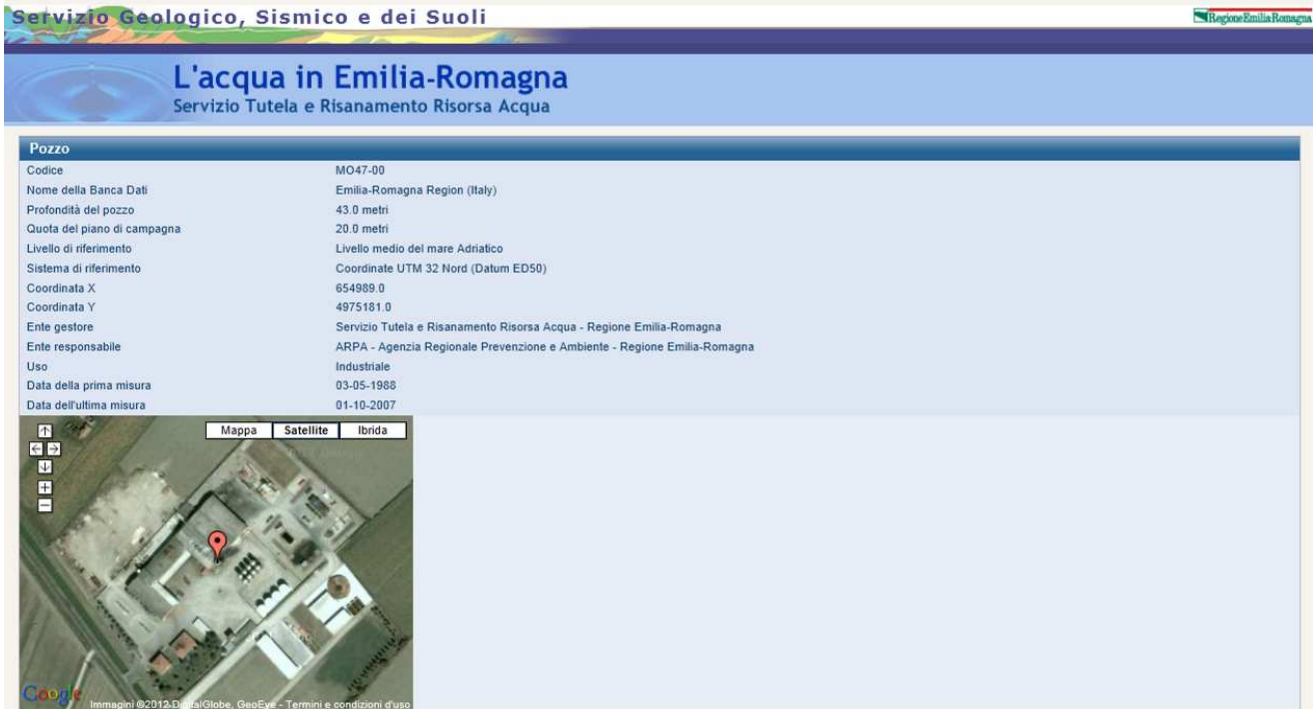 Servizio Geologico, Sismico e dei Suoli
RegioneEmiliaRomagna
L'acqua in Emilia-Romagna
Servizio Tutela e Risanamento Risorsa Acqua
Pozzo
Codice MO47-00
Nome della Banca Dati Emilia-Romagna Region (Italy)
Profondità del pozzo 43.0 metri
Quota del piano di campagna 20.0 metri
Livello di riferimento Livello medio del mare Adriatico
Sistema di riferimento Coordinate UTM 32 Nord (Datum ED50)
Coordinata X 654989.0
Coordinata Y 4975181.0
Ente gestore Servizio Tutela e Risanamento Risorsa Acqua - Regione Emilia-Romagna
Ente responsabile ARPA - Agenzia Regionale Prevenzione e Ambiente - Regione Emilia-Romagna
Uso Industriale
Data della prima misura 03-05-1988
Data dell'ultima misura 01-10-2007
Mappa Satellite Ibrida
Google
Immagini ©2012 DigitalGlobe, GeoEye - Termini e condizioni d'uso